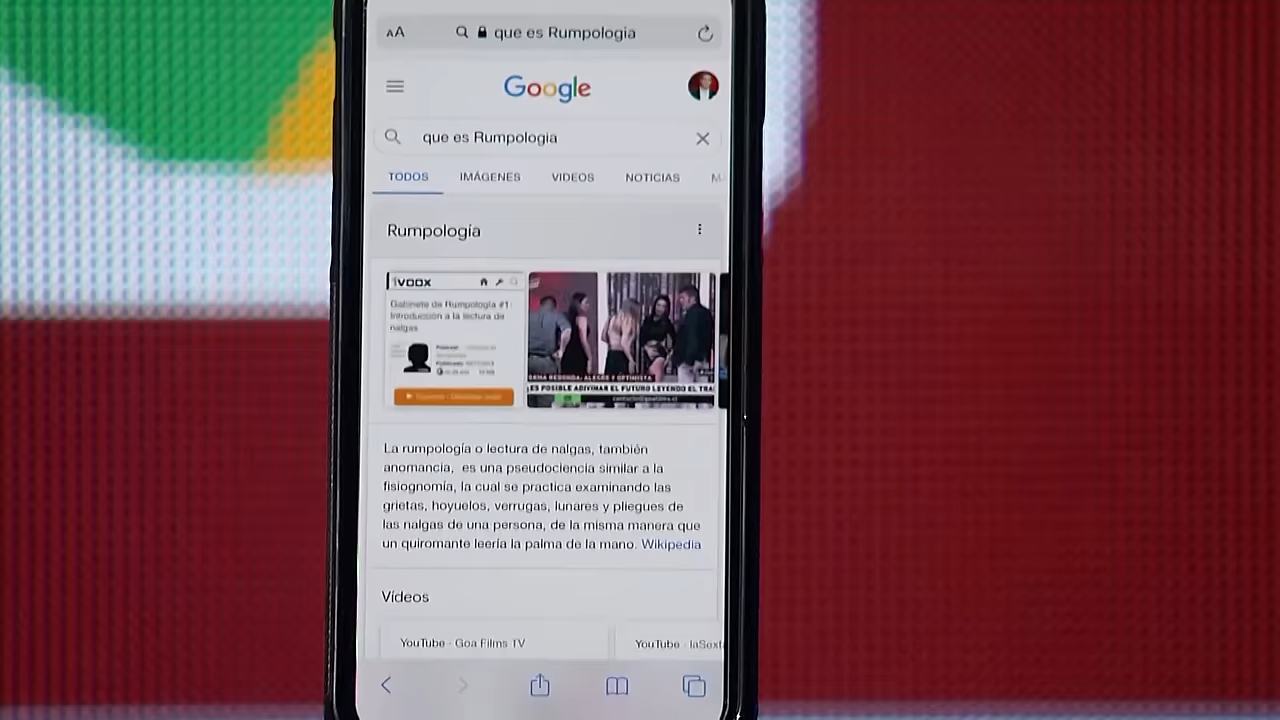 AA que es Rumpologia
Google
que es Rumpologia
TODOS IMÁGENES VIDEOS NOTICIAS M
Rumpología
iVOOX
Gabinete de Rumpología #1:
Introducción a la lectura de
nalgas
¿ES POSIBLE ADIVINAR EL FUTURO LEYENDO EL TRA
La rumpología o lectura de nalgas, también
anomancia, es una pseudociencia similar a la
fisiognomía, la cual se practica examinando las
grietas, hoyuelos, verrugas, lunares y pliegues de
las nalgas de una persona, de la misma manera que
un quiromante leería la palma de la mano. Wikipedia
Vídeos
YouTube · Goa Films TV
YouTube · laSext